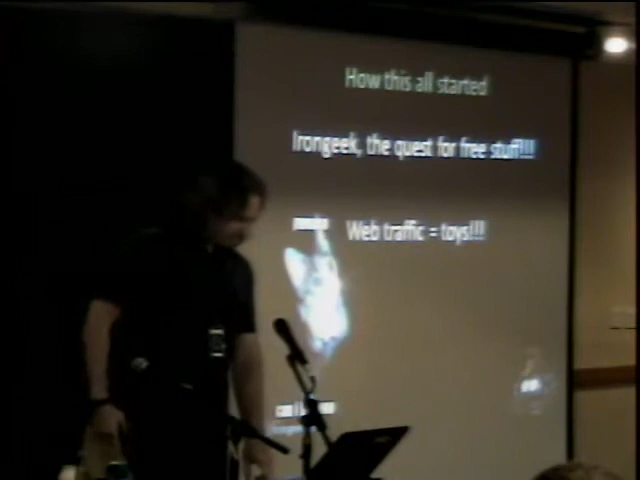 How this all started
Irongeek, the quest for free stuff!!!
Web traffic = toys!!!